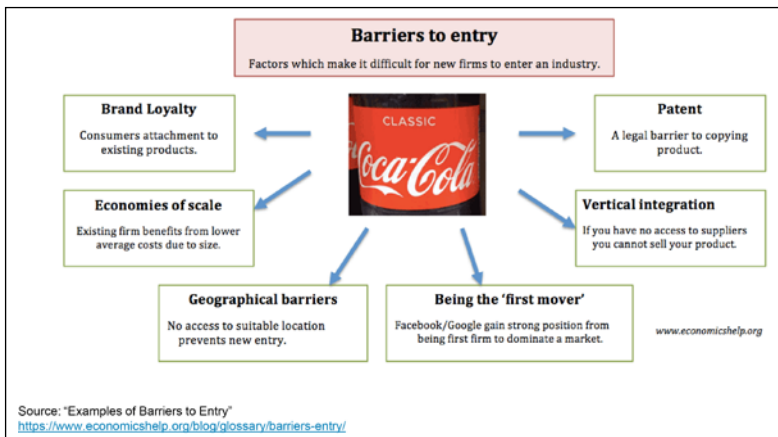 Barriers to entry
Factors which make it difficult for new firms to enter an industry.
Brand Loyalty
Consumers attachment to
existing products.
CLASSIC
Coca-Cola
Patent
A legal barrier to copying
product.
Economies of scale
Existing firm benefits from lower
average costs due to size.
Vertical integration
If you have no access to suppliers
you cannot sell your product.
Geographical barriers
No access to suitable location
prevents new entry.
Being the ‘first mover’
Facebook/Google gain strong position from
being first firm to dominate a market.
www.economicshelp.org
Source: “Examples of Barriers to Entry”
https://www.economicshelp.org/blog/glossary/barriers-entry/